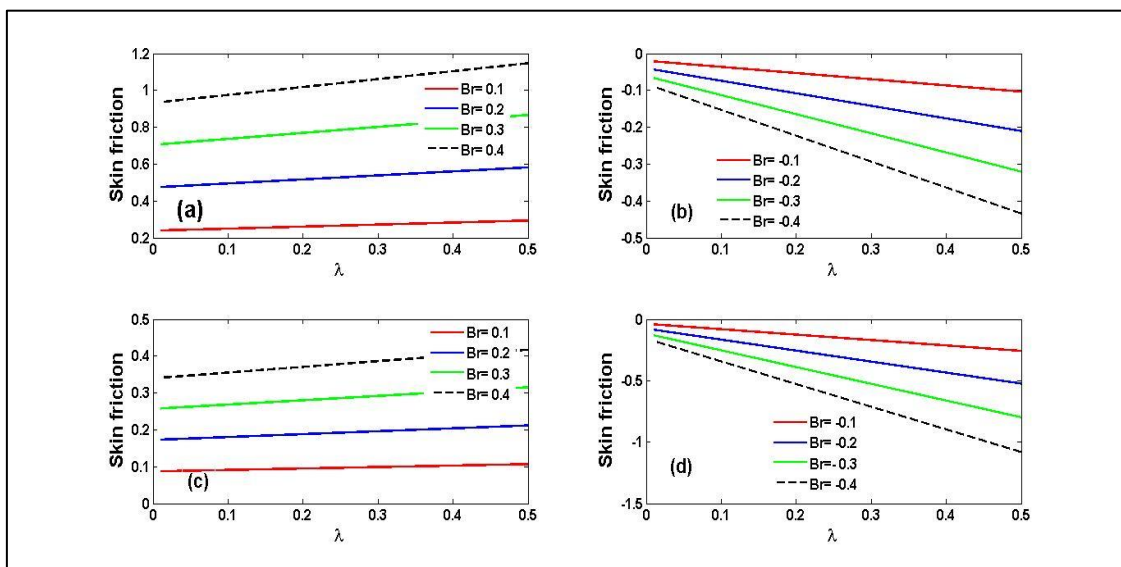 1.2
1
0.8
0.6
0.4
0.2
0
Skin friction
Br= 0.1
Br= 0.2
Br= 0.3
Br= 0.4
(a)
0 0.1 0.2 0.3 0.4 0.5
λ
0
-0.1
-0.2
-0.3
-0.4
-0.5
Skin friction
Br= -0.1
Br= -0.2
Br= -0.3
Br= -0.4
(b)
0 0.1 0.2 0.3 0.4 0.5
λ
0.5
0.4
0.3
0.2
0.1
0
Skin friction
Br= 0.1
Br= 0.2
Br= 0.3
Br= 0.4
(c)
0 0.1 0.2 0.3 0.4 0.5
λ
0
-0.5
-1
-1.5
Skin friction
Br= -0.1
Br= -0.2
Br=- 0.3
Br= -0.4
(d)
0 0.1 0.2 0.3 0.4 0.5
λ